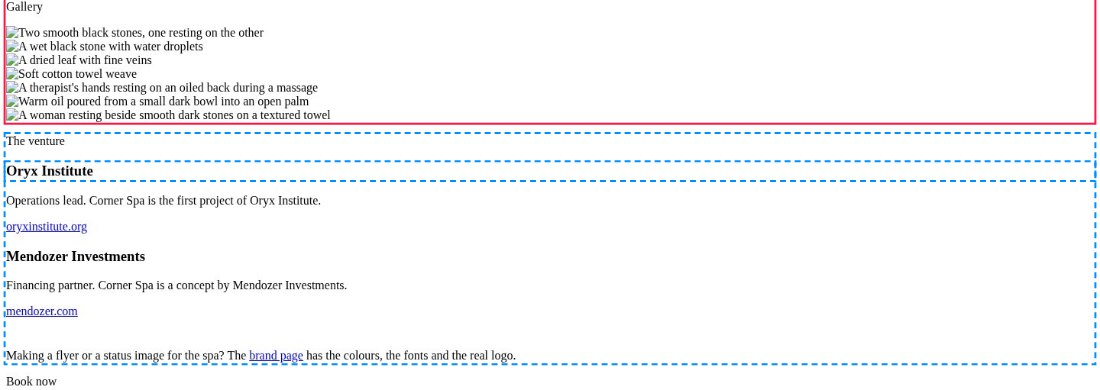 Gallery
Two smooth black stones, one resting on the other
A wet black stone with water droplets
A dried leaf with fine veins
Soft cotton towel weave
A therapist's hands resting on an oiled back during a massage
Warm oil poured from a small dark bowl into an open palm
A woman resting beside smooth dark stones on a textured towel
The venture
Oryx Institute
Operations lead. Corner Spa is the first project of Oryx Institute.
oryxinstitute.org
Mendozer Investments
Financing partner. Corner Spa is a concept by Mendozer Investments.
mendozer.com
Making a flyer or a status image for the spa? The brand page has the colours, the fonts and the real logo.
Book now